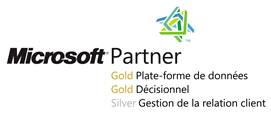 Microsoft Partner
Gold Plate-forme de données
Gold Décisionnel
Silver Gestion de la relation client